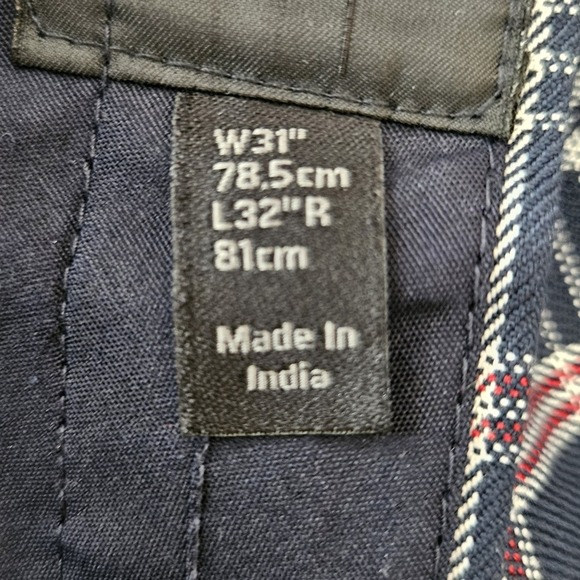 W31"
78.5cm
L32"R
81cm
Made In
India